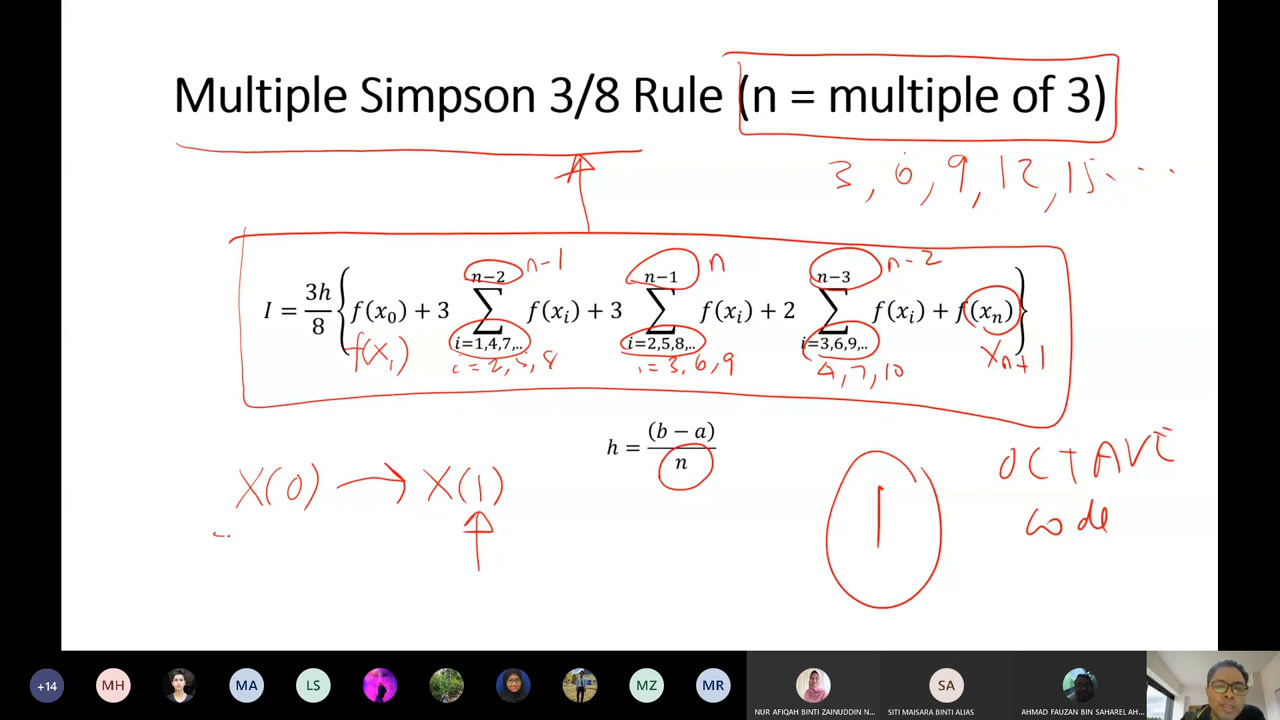 Multiple Simpson 3/8 Rule (n = multiple of 3)
3, 6, 9, 12, 15. . . .
n-1 n n-2
I = 3h/8 { f(x₀) + 3 ∑_{i=1,4,7,..}^{n−2} f(xᵢ) + 3 ∑_{i=2,5,8,..}^{n−1} f(xᵢ) + 2 ∑_{i=3,6,9,..}^{n−3} f(xᵢ) + f(xₙ) }
f(x₁) i=2, 5, 8 i=3, 6, 9 4, 7, 10 xₙ₊₁
h = (b − a)/n
X(0) → X(1)
1
OCTAVE
code
+14 MH MA LS MZ MR SA
NUR AFIQAH BINTI ZAINUDDIN N... SITI MAISARA BINTI ALIAS AHMAD FAUZAN BIN SAHAREL AH...